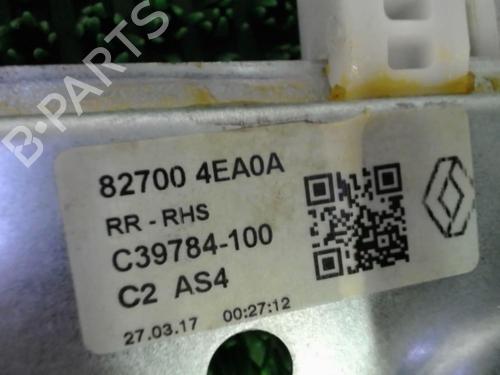 B-PARTS
82700 4EA0A
RR - RHS
C39784-100
C2 AS4
27.03.17 00:27:12